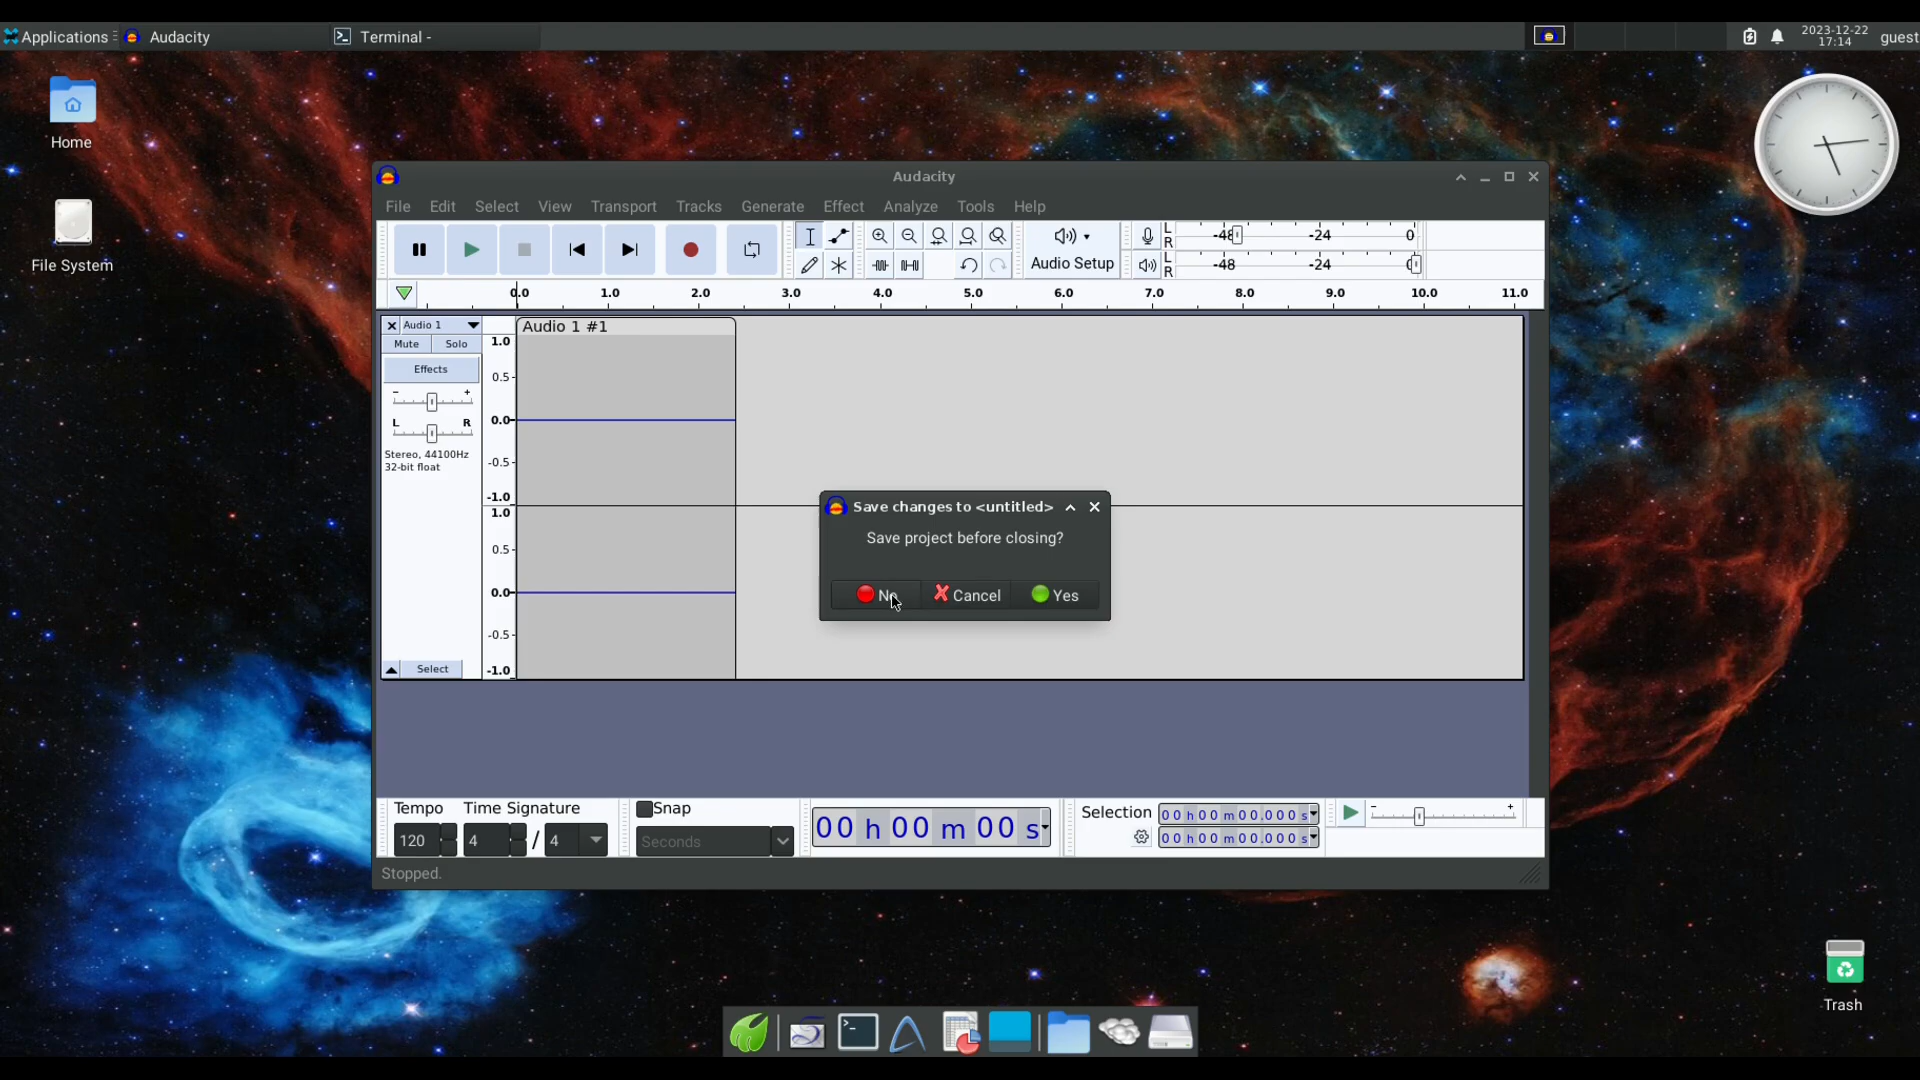 Applications Audacity Terminal - 2023-12-22
17:14 guest
Home
File System
Audacity
File Edit Select View Transport Tracks Generate Effect Analyze Tools Help
L R -48 -24 0
Audio Setup L R -48 -24 0
0.0 1.0 2.0 3.0 4.0 5.0 6.0 7.0 8.0 9.0 10.0 11.0
Audio 1 Audio 1 #1
Mute Solo 1.0
Effects 0.5
- +
L R 0.0
Stereo, 44100Hz -0.5
32-bit float
-1.0
1.0
Save changes to <untitled>
Save project before closing?
0.5
0.0 No Cancel Yes
-0.5
Select -1.0
Tempo Time Signature Snap
120 4 / 4 Seconds
00 h 00 m 00 s
Selection 00 h 00 m 00.000 s - +
00 h 00 m 00.000 s
Stopped.
Trash